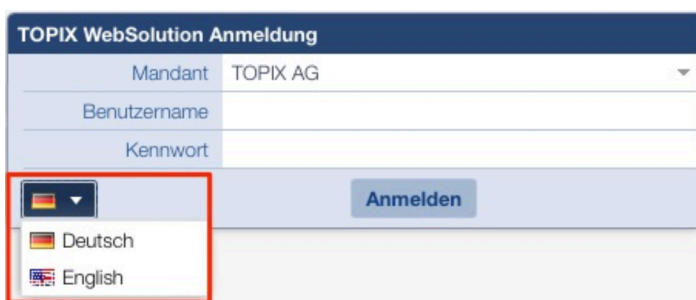 TOPIX WebSolution Anmeldung
Mandant TOPIX AG
Benutzername
Kennwort
Anmelden
Deutsch
English